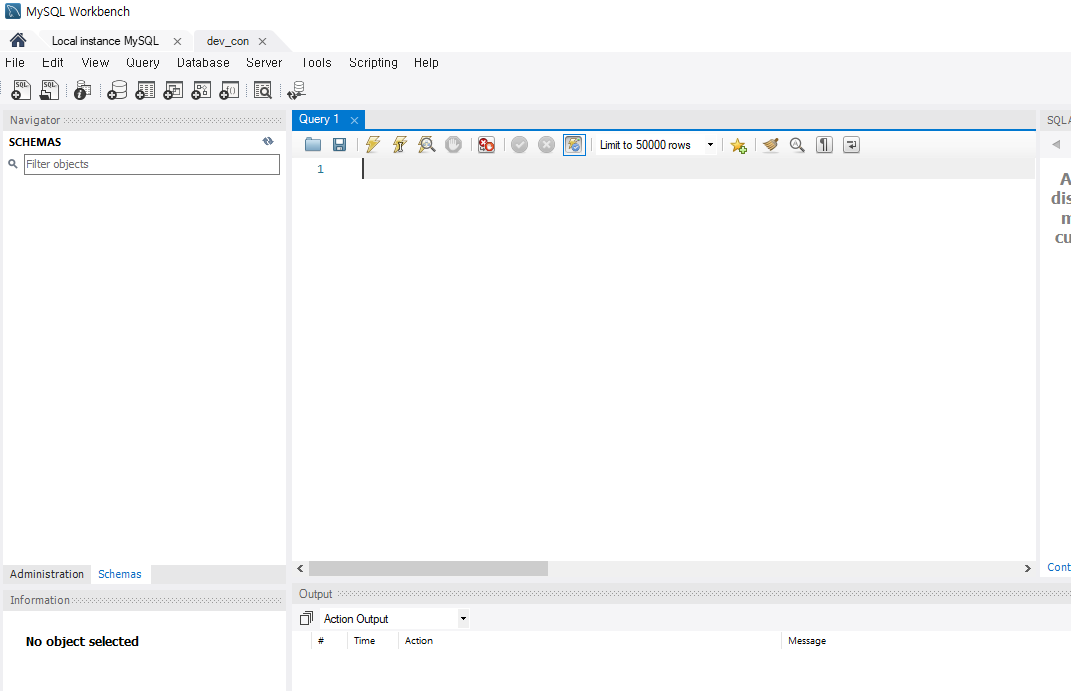 MySQL Workbench
Local instance MySQL
dev_con
File Edit View Query Database Server Tools Scripting Help
SQL SQL
Navigator
SCHEMAS
Filter objects
Administration Schemas
Information
No object selected
Query 1
Limit to 50000 rows
1
Output
Action Output
# Time Action Message
SQLA
A
dis
m
cu
Cont